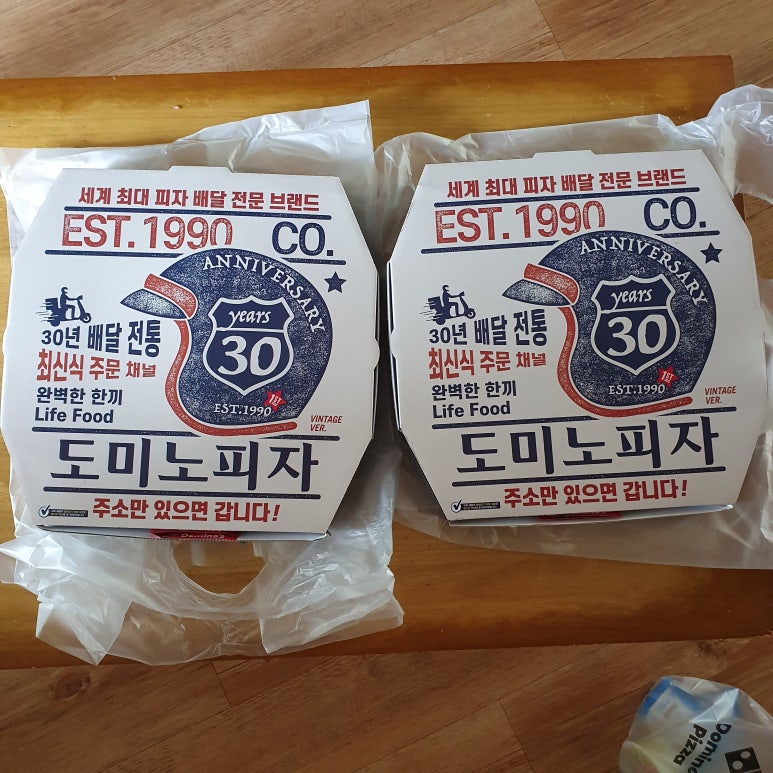 세계 최대 피자 배달 전문 브랜드
EST. 1990 CO.
ANNIVERSARY
years
30
EST.1990
30년 배달 전통
최신식 주문 채널
완벽한 한끼
Life Food
VINTAGE
VER.
도미노피자
주소만 있으면 갑니다!
Domino's
세계 최대 피자 배달 전문 브랜드
EST. 1990 CO.
ANNIVERSARY
years
30
EST.1990
30년 배달 전통
최신식 주문 채널
완벽한 한끼
Life Food
VINTAGE
VER.
도미노피자
주소만 있으면 갑니다!
Domino's
Pizza